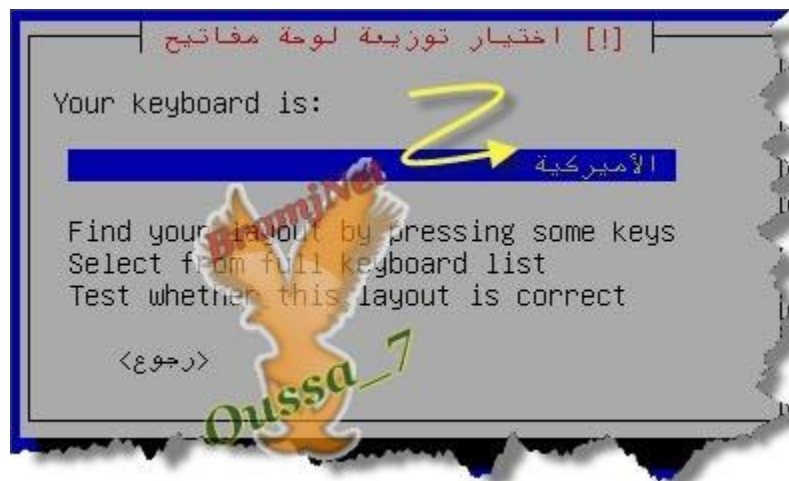 [!] اختيار توزيعة لوحة مفاتيح
Your keyboard is:
الأميركية
Find your layout by pressing some keys
Select from full keyboard list
Test whether this layout is correct
<رجوع>
Oussa_7